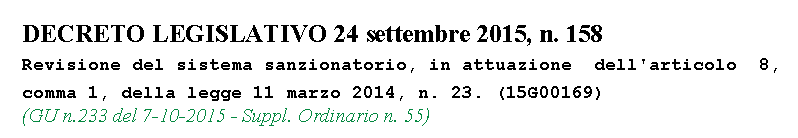 DECRETO LEGISLATIVO 24 settembre 2015, n. 158
Revisione del sistema sanzionatorio, in attuazione dell'articolo 8,
comma 1, della legge 11 marzo 2014, n. 23. (15G00169)
(GU n.233 del 7-10-2015 - Suppl. Ordinario n. 55)